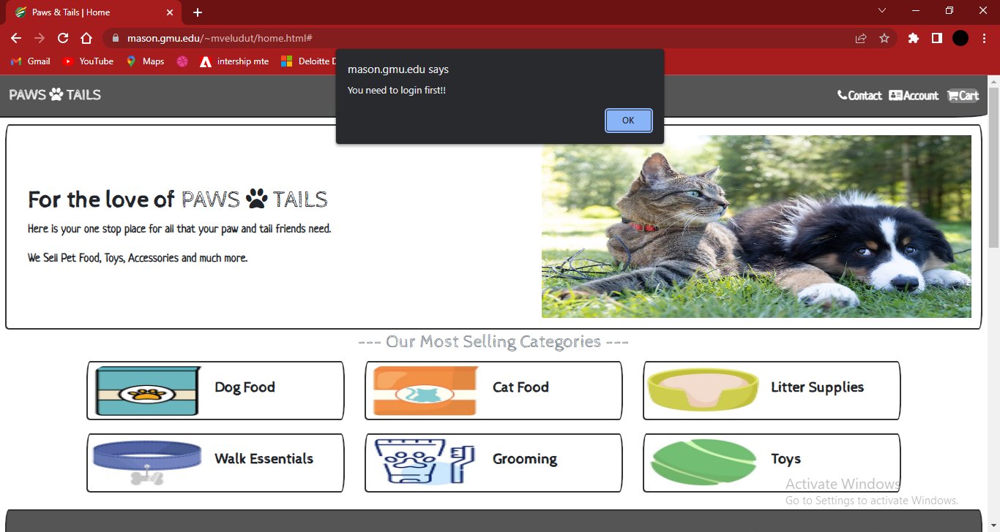 Paws & Tails | Home
mason.gmu.edu/~mveludut/home.html#
Gmail YouTube Maps intership mte Deloitte D
mason.gmu.edu says
You need to login first!!
OK
PAWS TAILS
Contact Account Cart
For the love of PAWS TAILS
Here is your one stop place for all that your paw and tail friends need.
We Sell Pet Food, Toys, Accessories and much more.
--- Our Most Selling Categories ---
Dog Food Cat Food Litter Supplies
Walk Essentials Grooming Toys
Activate Windows
Go to Settings to activate Windows.